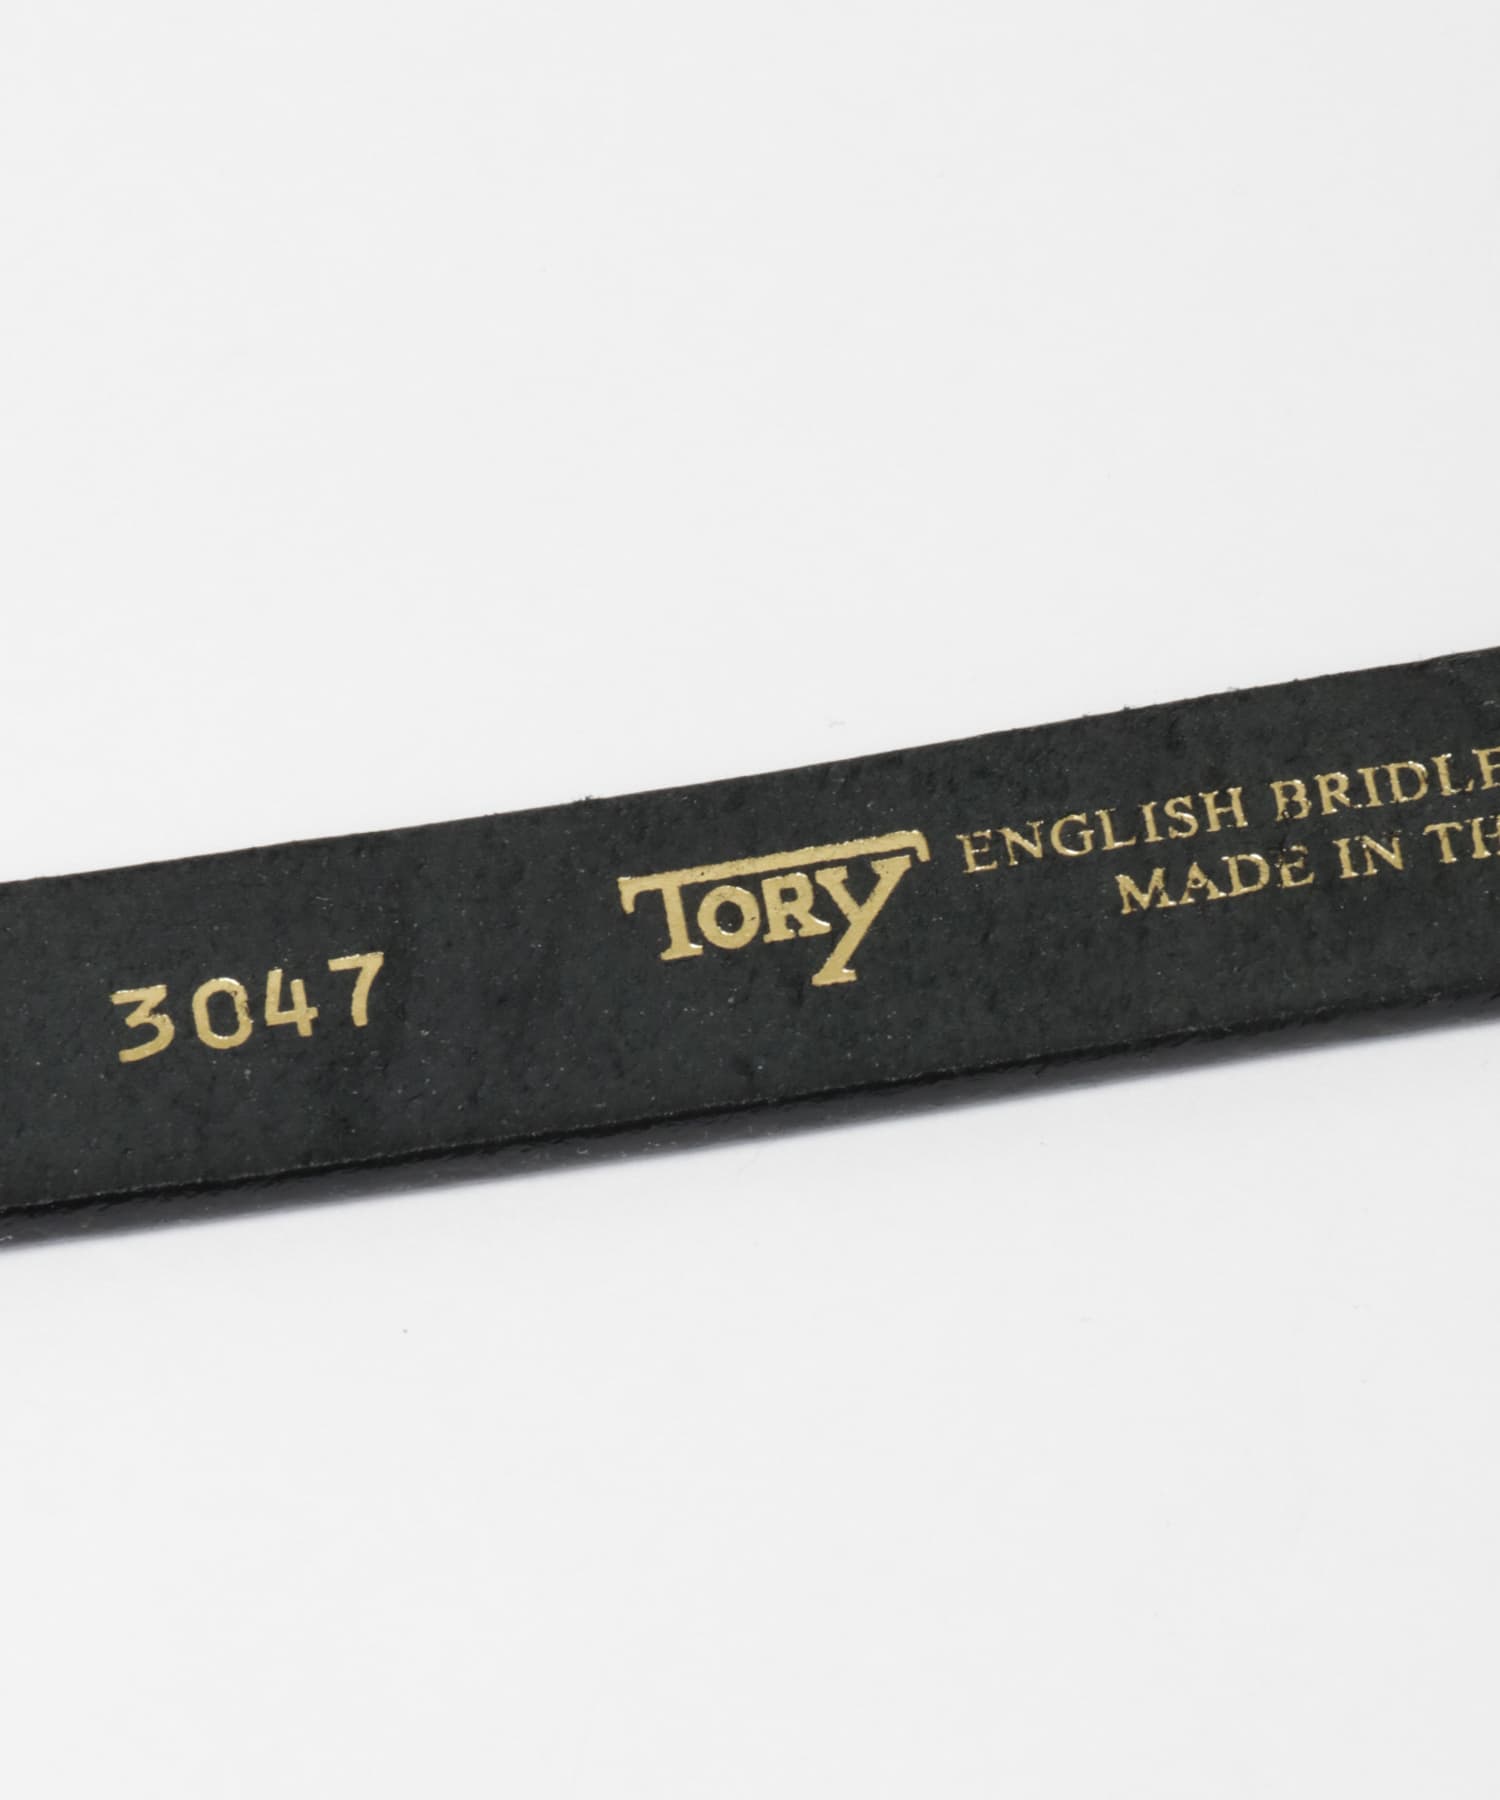 3047
TORY
ENGLISH BRIDLE
MADE IN TH